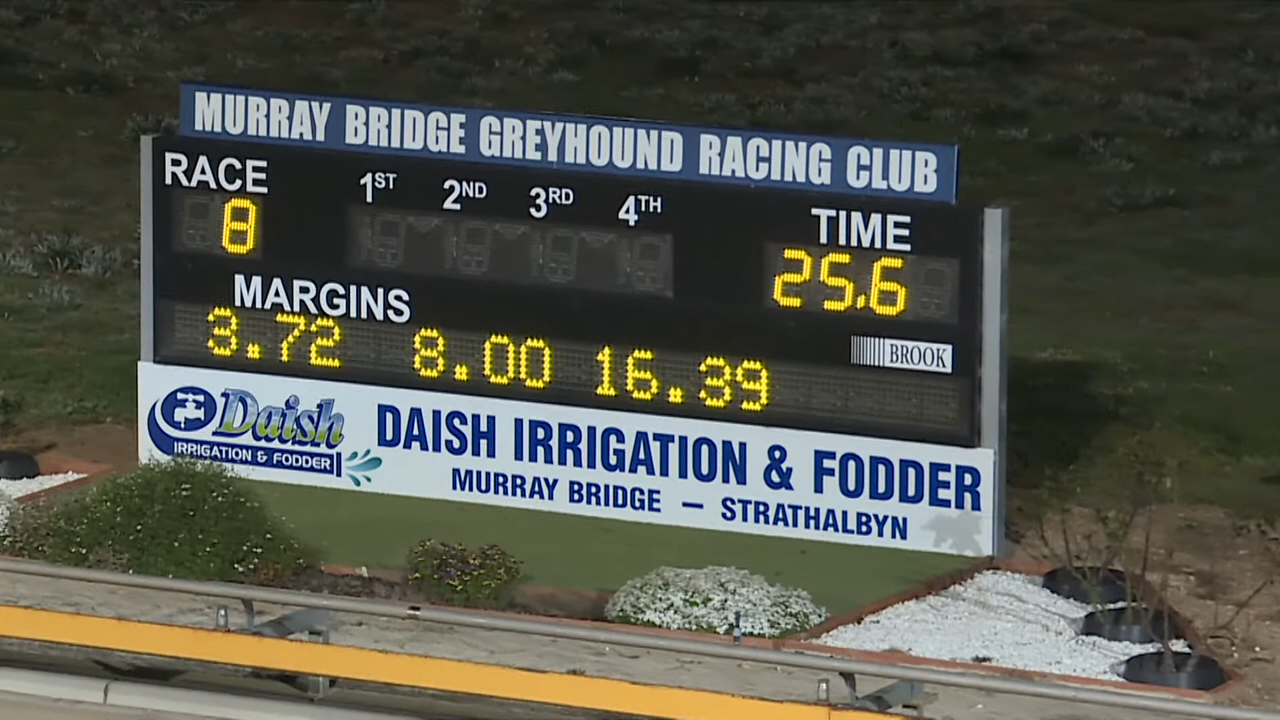 MURRAY BRIDGE GREYHOUND RACING CLUB
RACE 1ST 2ND 3RD 4TH TIME
8 25.6
MARGINS
3.72 8.00 16.39
BROOK
Daish
IRRIGATION & FODDER
DAISH IRRIGATION & FODDER
MURRAY BRIDGE – STRATHALBYN